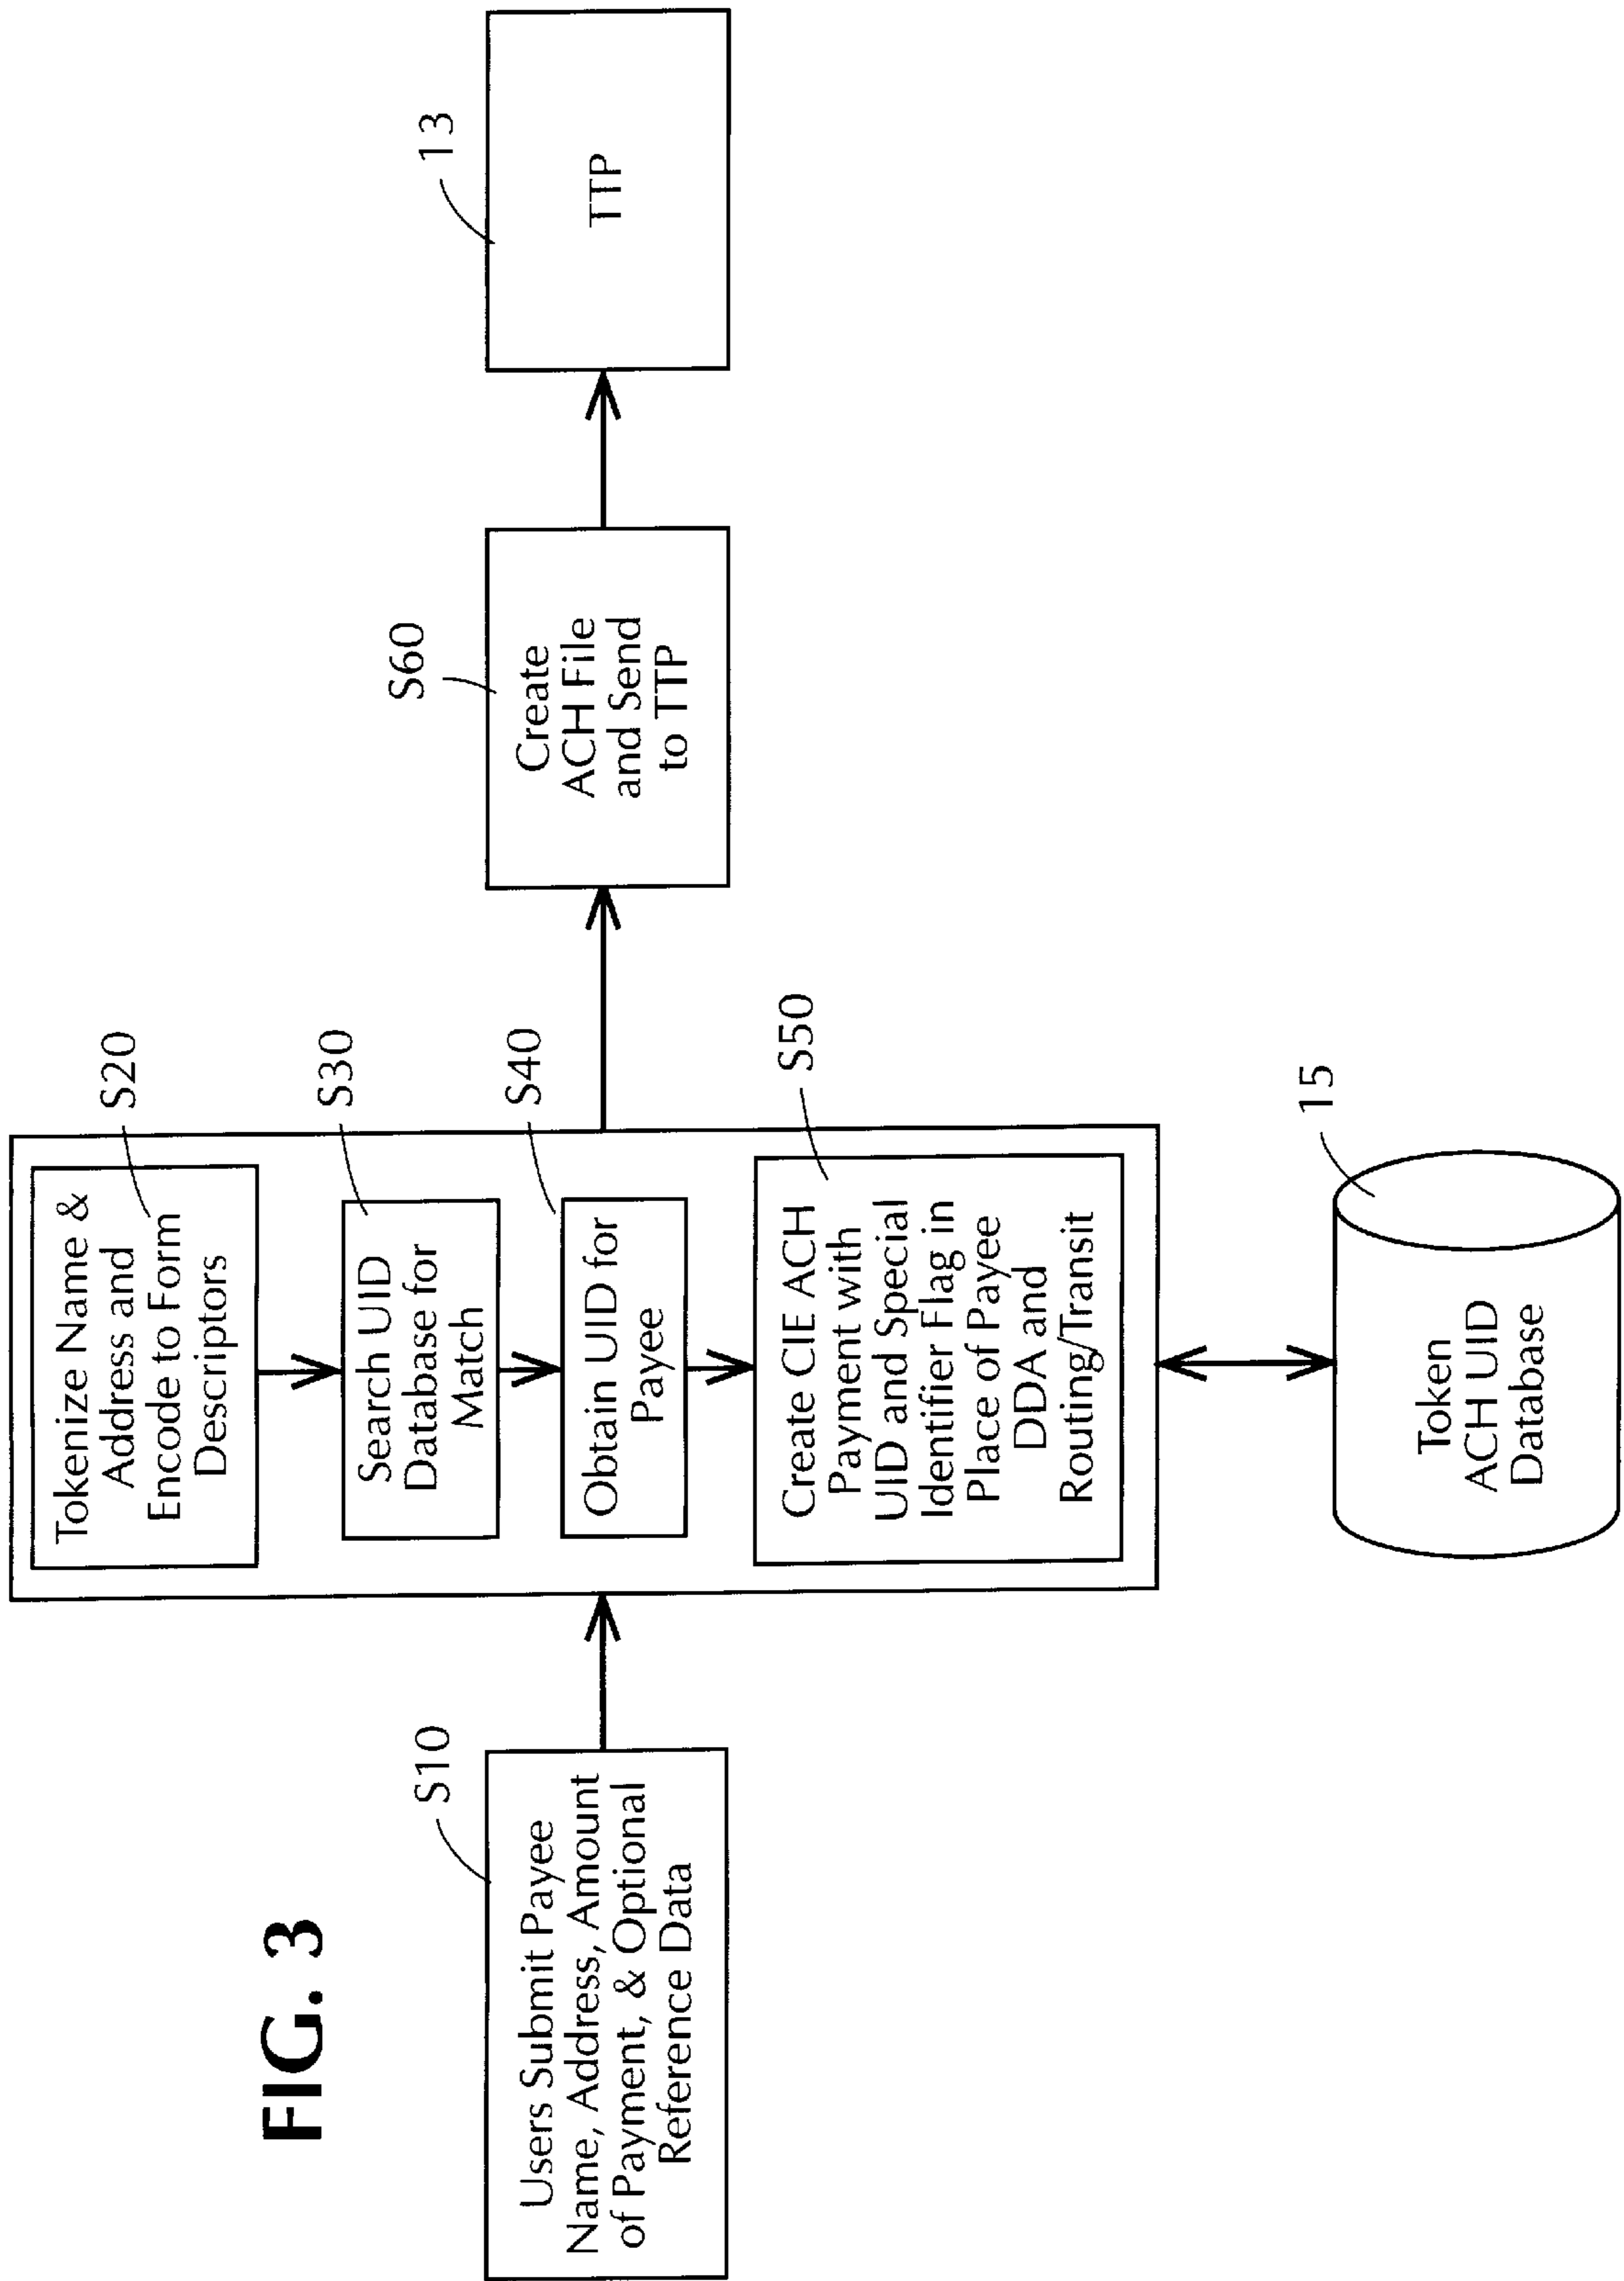 FIG. 3
S10
Users Submit Payee
Name, Address, Amount
of Payment, & Optional
Reference Data
S20
Tokenize Name &
Address and
Encode to Form
Descriptors
S30
Search UID
Database for
Match
S40
Obtain UID for
Payee
S50
Create CIE ACH
Payment with
UID and Special
Identifier Flag in
Place of Payee
DDA and
Routing/Transit
15
Token
ACH UID
Database
S60
Create
ACH File
and Send
to TTP
13
TTP